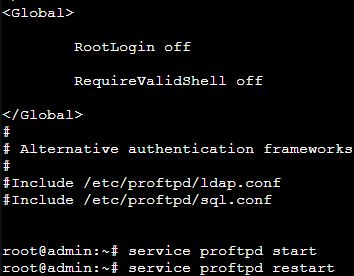 <Global>
RootLogin off
RequireValidShell off
</Global>
#
# Alternative authentication frameworks
#
#Include /etc/proftpd/ldap.conf
#Include /etc/proftpd/sql.conf
root@admin:~# service proftpd start
root@admin:~# service proftpd restart